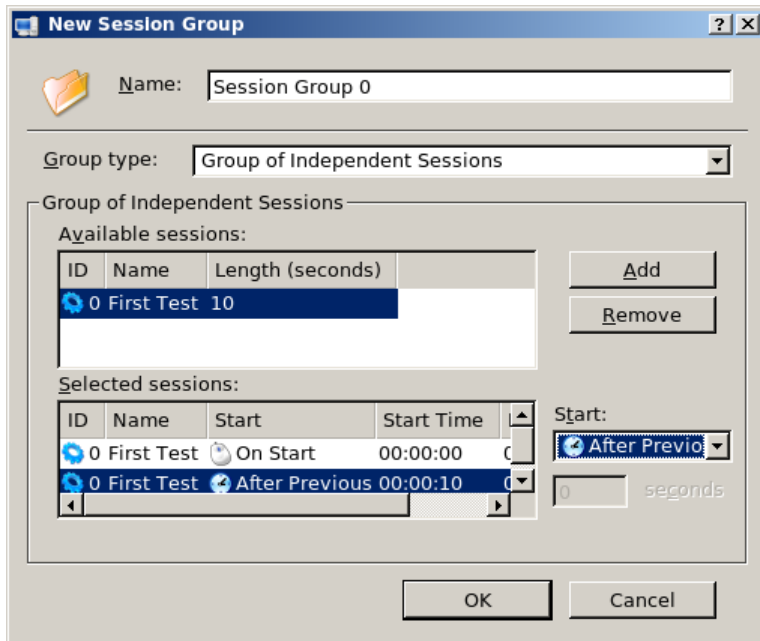 New Session Group
Name: Session Group 0
Group type: Group of Independent Sessions
Group of Independent Sessions
Available sessions:
ID Name Length (seconds)
0 First Test 10
Add
Remove
Selected sessions:
ID Name Start Start Time
0 First Test On Start 00:00:00
0 First Test After Previous 00:00:10
Start:
After Previo
0 seconds
OK Cancel